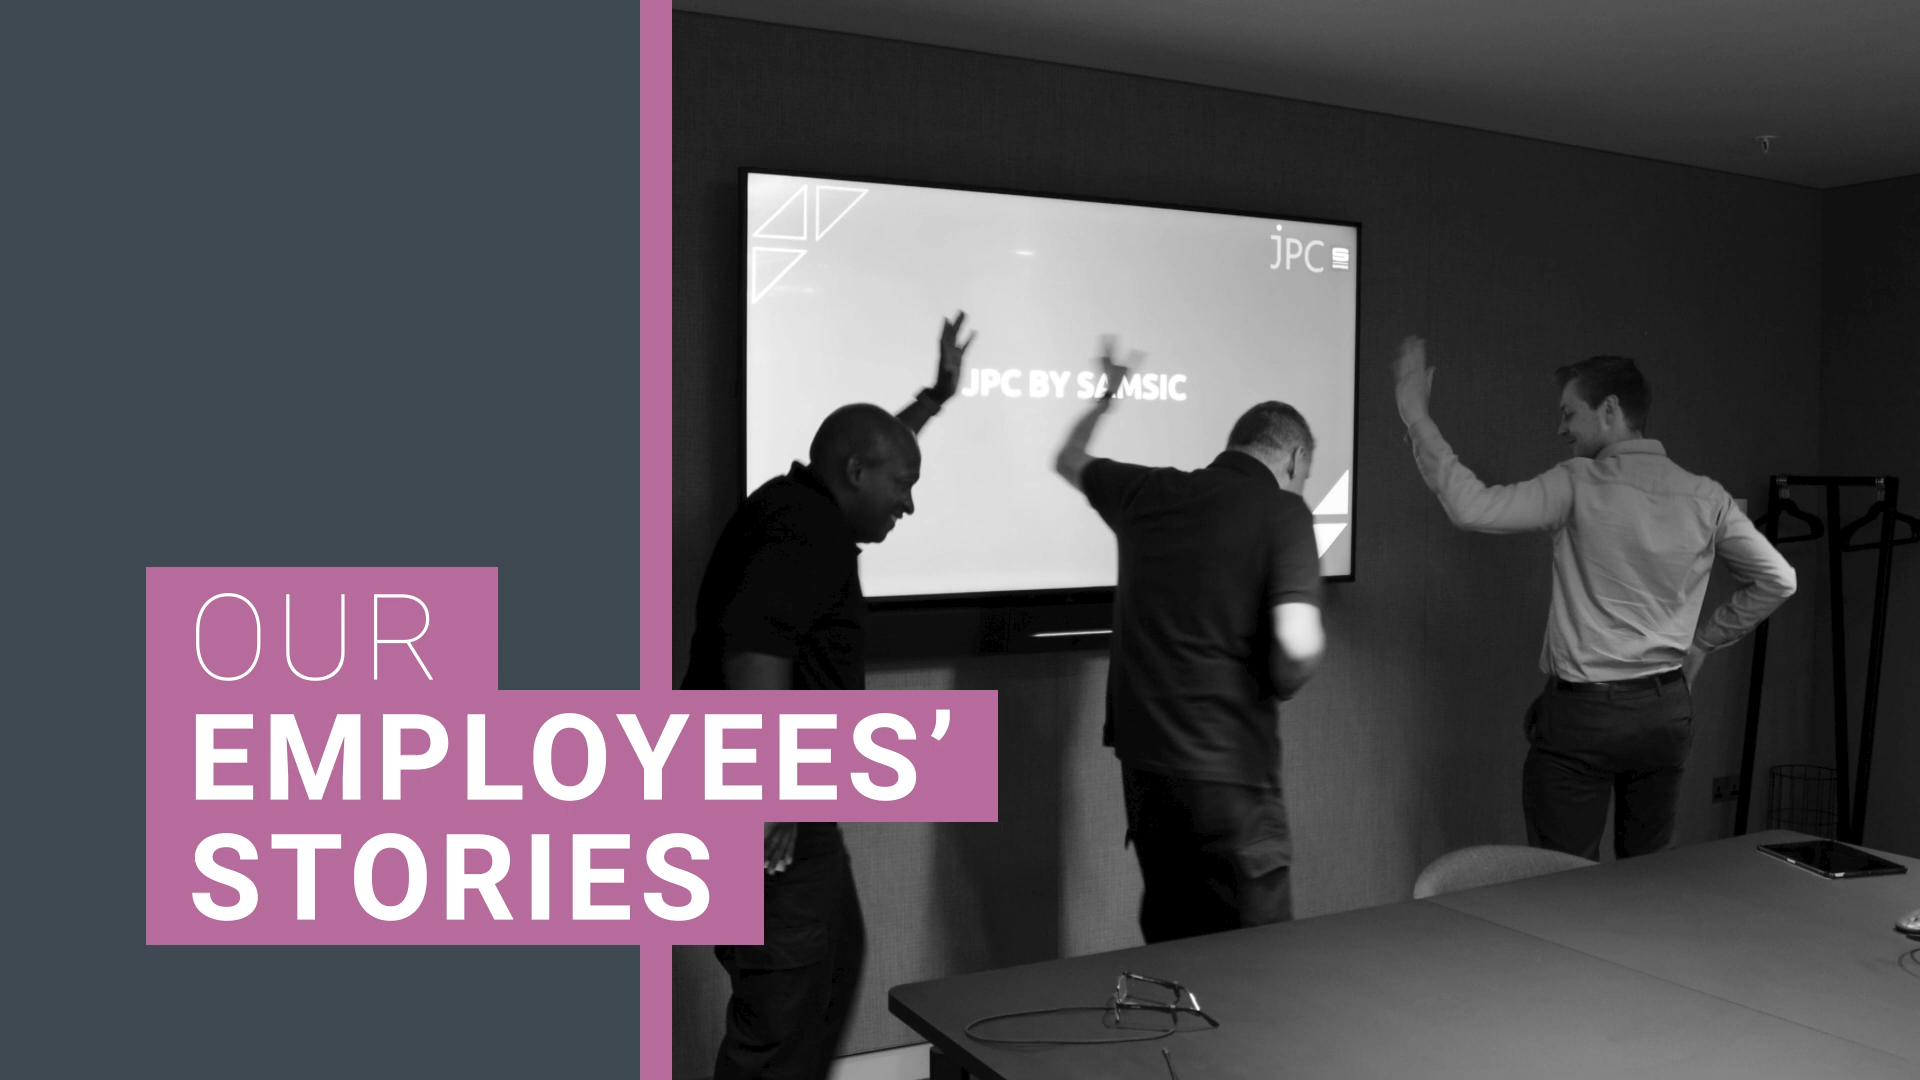 OUR
EMPLOYEES’
STORIES
jPC S
JPC BY SAMSIC